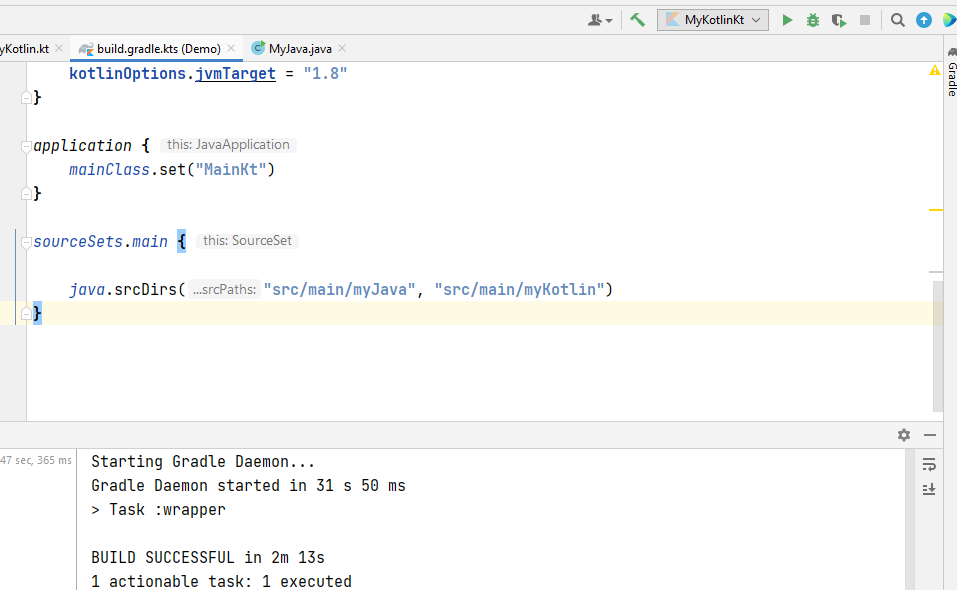 MyKotlinKt
yKotlin.kt
build.gradle.kts (Demo)
MyJava.java
Gradle
kotlinOptions.jvmTarget = "1.8"
}
application { this: JavaApplication
mainClass.set("MainKt")
}
sourceSets.main { this: SourceSet
java.srcDirs( ...srcPaths: "src/main/myJava", "src/main/myKotlin")
}
47 sec, 365 ms
Starting Gradle Daemon...
Gradle Daemon started in 31 s 50 ms
> Task :wrapper
BUILD SUCCESSFUL in 2m 13s
1 actionable task: 1 executed